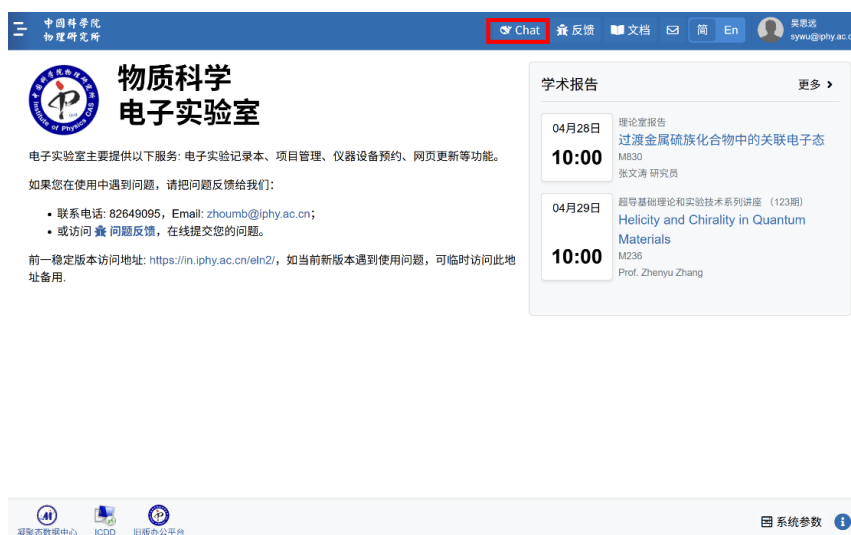 中国科学院
物理研究所
Chat
反馈
文档
简
En
吴思远
sywu@iphy.ac.c
物质科学
电子实验室
电子实验室主要提供以下服务: 电子实验记录本、项目管理、仪器设备预约、网页更新等功能。
如果您在使用中遇到问题，请把问题反馈给我们：
• 联系电话: 82649095，Email: zhoumb@iphy.ac.cn；
• 或访问 问题反馈，在线提交您的问题。
前一稳定版本访问地址: https://in.iphy.ac.cn/eln2/，如当前新版本遇到使用问题，可临时访问此地
址备用.
学术报告
更多
04月28日
10:00
理论室报告
过渡金属硫族化合物中的关联电子态
M830
张文涛 研究员
04月29日
10:00
超导基础理论和实验技术系列讲座 （123期）
Helicity and Chirality in Quantum
Materials
M236
Prof. Zhenyu Zhang
凝聚态数据中心
ICDD
旧版办公平台
系统参数